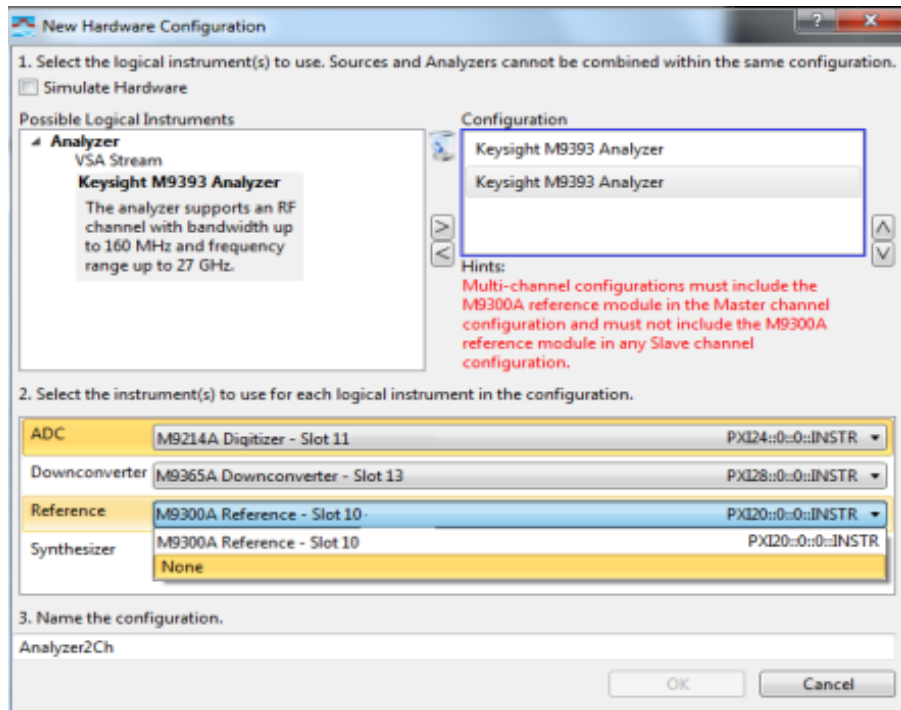 New Hardware Configuration
1. Select the logical instrument(s) to use. Sources and Analyzers cannot be combined within the same configuration.
Simulate Hardware
Possible Logical Instruments
Analyzer
VSA Stream
Keysight M9393 Analyzer
The analyzer supports an RF
channel with bandwidth up
to 160 MHz and frequency
range up to 27 GHz.
>
<
Configuration
Keysight M9393 Analyzer
Keysight M9393 Analyzer
Hints:
Multi-channel configurations must include the
M9300A reference module in the Master channel
configuration and must not include the M9300A
reference module in any Slave channel
configuration.
2. Select the instrument(s) to use for each logical instrument in the configuration.
ADC M9214A Digitizer - Slot 11 PXI24::0::0::INSTR
Downconverter M9365A Downconverter - Slot 13 PXI28::0::0::INSTR
Reference M9300A Reference - Slot 10 PXI20::0::0::INSTR
Synthesizer M9300A Reference - Slot 10 PXI20::0::0::INSTR
None
3. Name the configuration.
Analyzer2Ch
OK Cancel